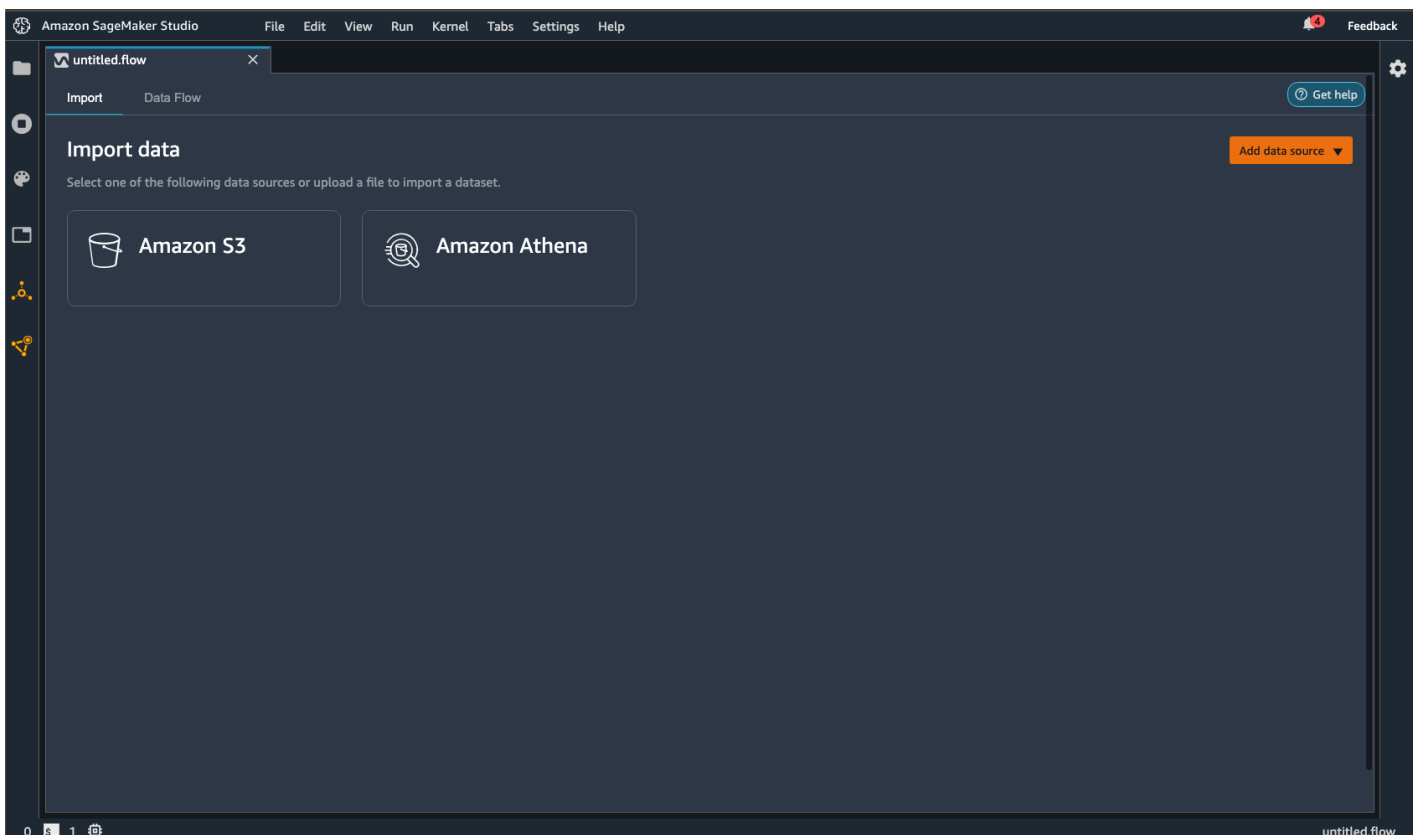 Amazon SageMaker Studio File Edit View Run Kernel Tabs Settings Help 4 Feedback
untitled.flow
Import Data Flow Get help
Import data
Add data source
Select one of the following data sources or upload a file to import a dataset.
Amazon S3 Amazon Athena
0 $ 1 untitled.flow